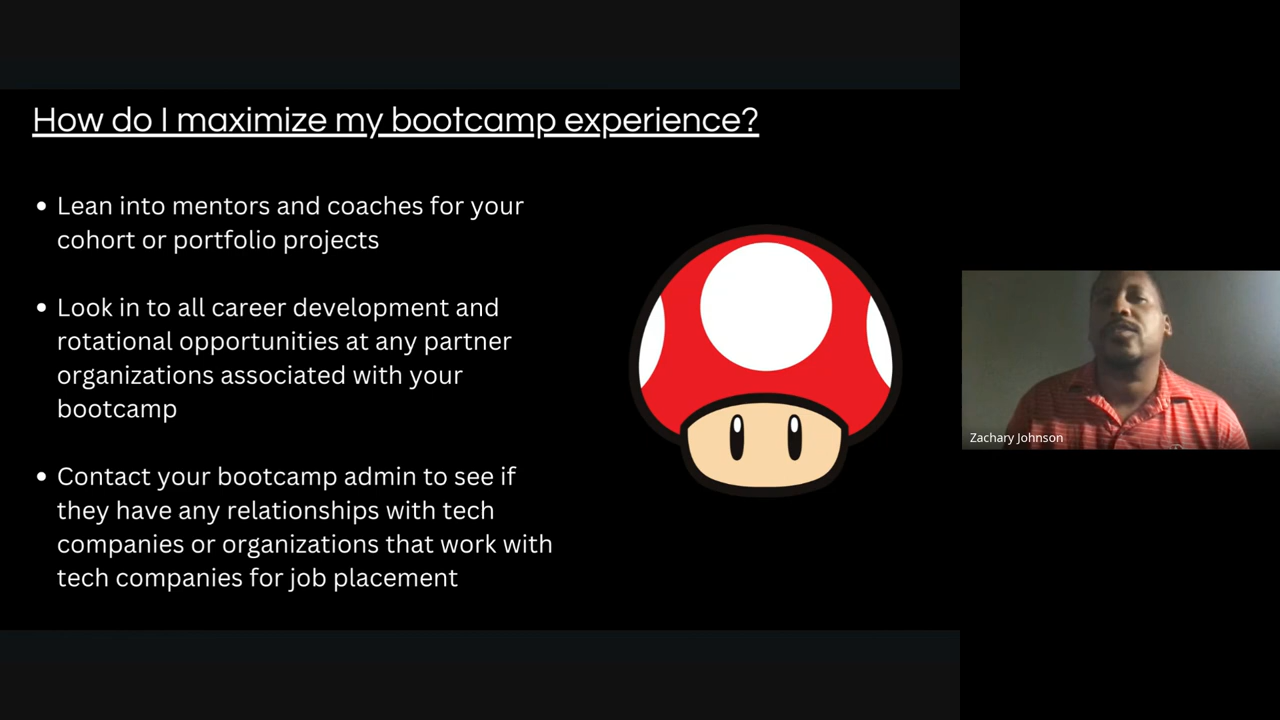 How do I maximize my bootcamp experience?
• Lean into mentors and coaches for your
cohort or portfolio projects
• Look in to all career development and
rotational opportunities at any partner
organizations associated with your
bootcamp
• Contact your bootcamp admin to see if
they have any relationships with tech
companies or organizations that work with
tech companies for job placement
Zachary Johnson